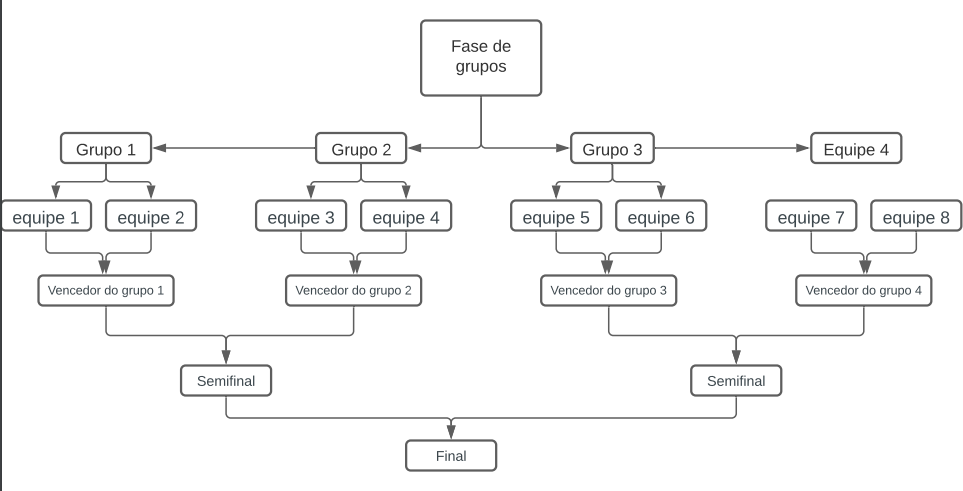 Fase de
grupos
Grupo 1
Grupo 2
Grupo 3
Equipe 4
equipe 1
equipe 2
equipe 3
equipe 4
equipe 5
equipe 6
equipe 7
equipe 8
Vencedor do grupo 1
Vencedor do grupo 2
Vencedor do grupo 3
Vencedor do grupo 4
Semifinal
Semifinal
Final